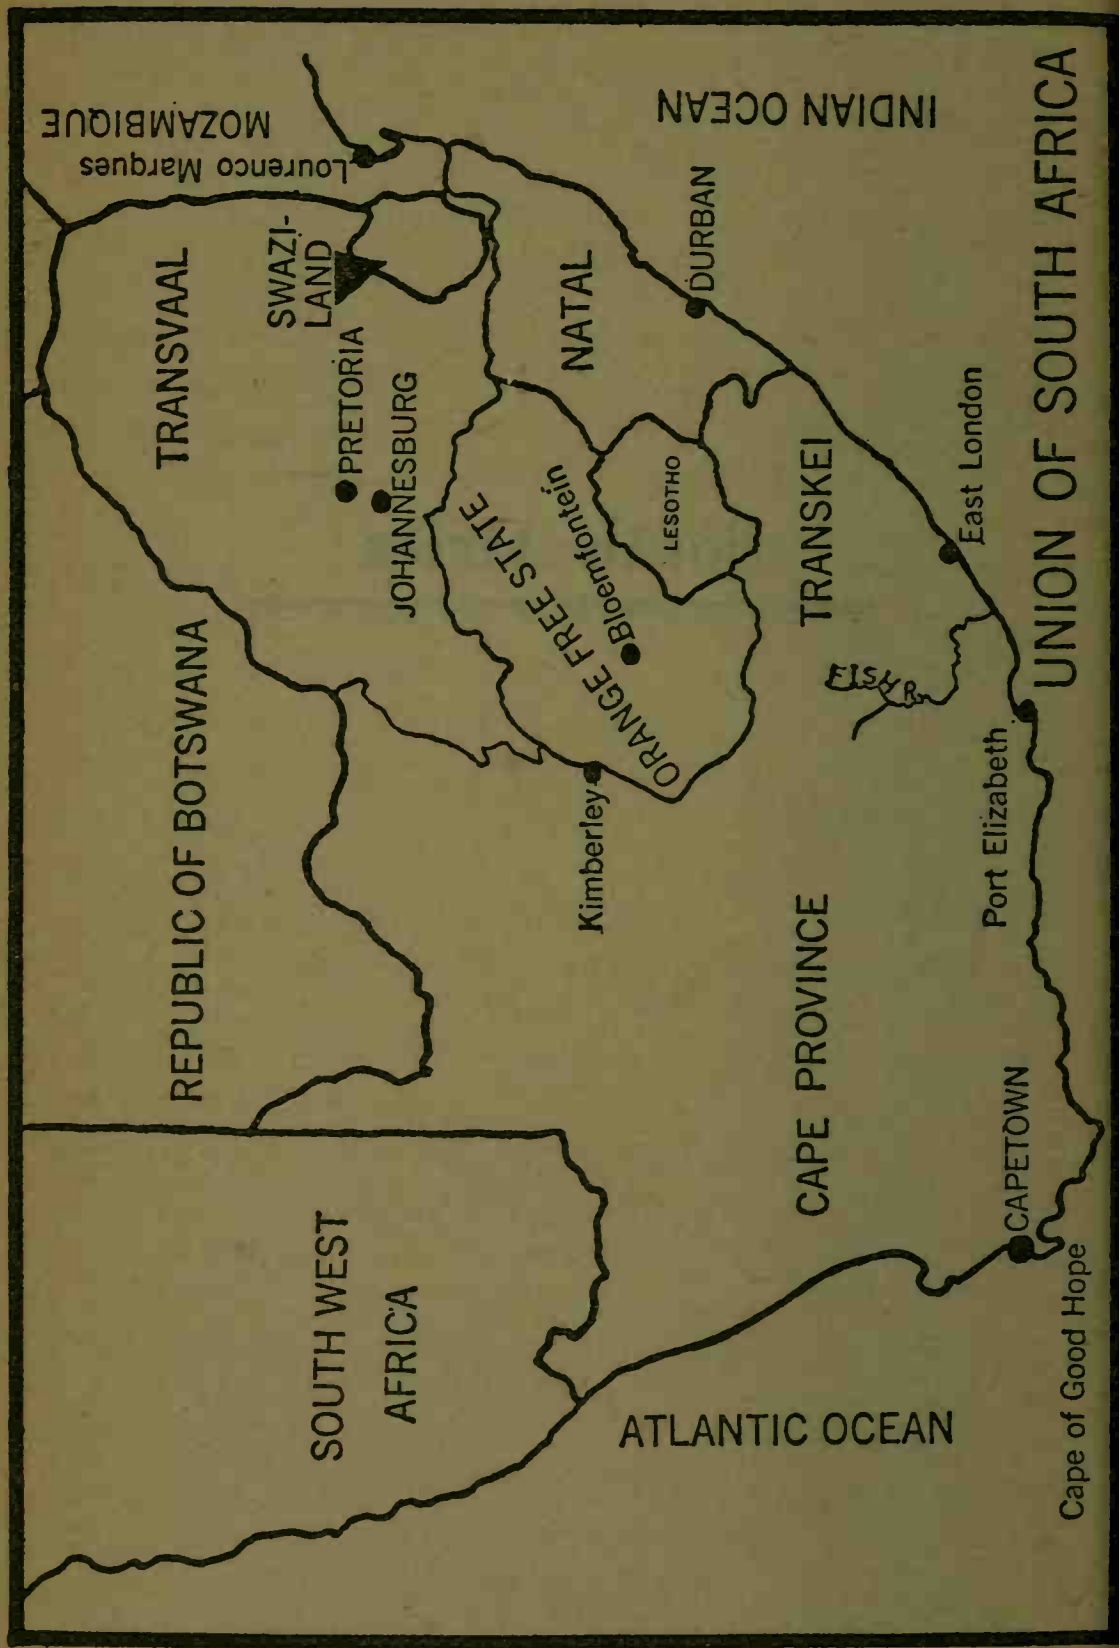 MOZAMBIQUE
Lourenco Marques
TRANSVAAL
SWAZI-
LAND
PRETORIA
JOHANNESBURG
REPUBLIC OF BOTSWANA
SOUTH WEST
AFRICA
ORANGE FREE STATE
Bloemfontein
Kimberley
LESOTHO
NATAL
DURBAN
INDIAN OCEAN
TRANSKEI
FISH R.
East London
Port Elizabeth
CAPE PROVINCE
CAPETOWN
ATLANTIC OCEAN
Cape of Good Hope
UNION OF SOUTH AFRICA